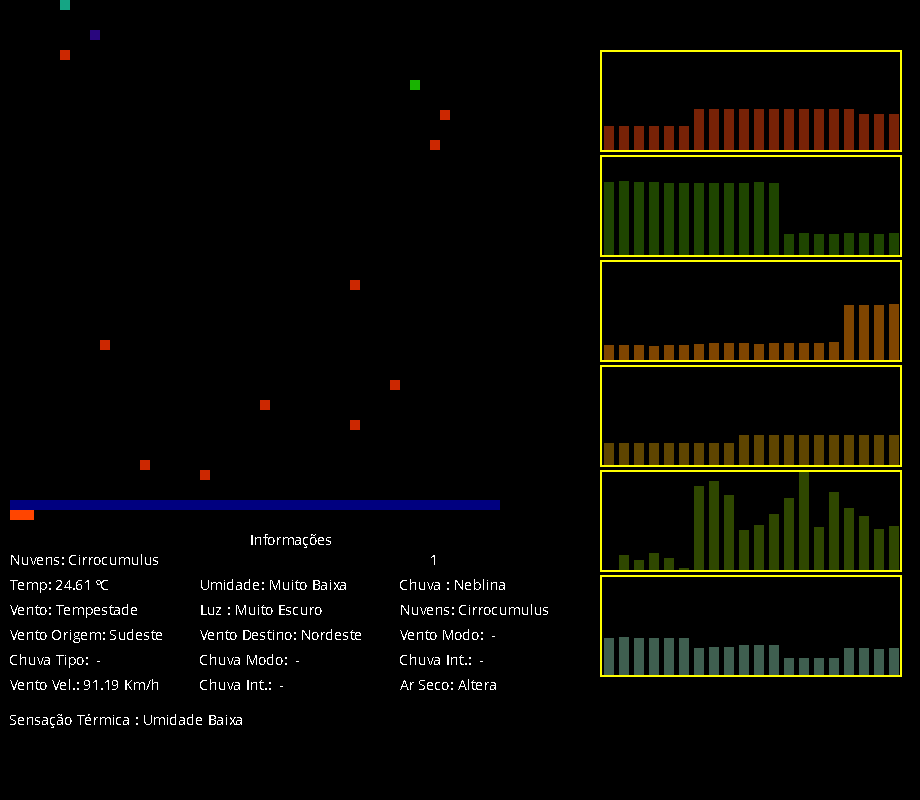 Informações
Nuvens: Cirrocumulus 1
Temp: 24.61 ºC Umidade: Muito Baixa Chuva : Neblina
Vento: Tempestade Luz : Muito Escuro Nuvens: Cirrocumulus
Vento Origem: Sudeste Vento Destino: Nordeste Vento Modo: -
Chuva Tipo: - Chuva Modo: - Chuva Int.: -
Vento Vel.: 91.19 Km/h Chuva Int.: - Ar Seco: Altera
Sensação Térmica : Umidade Baixa